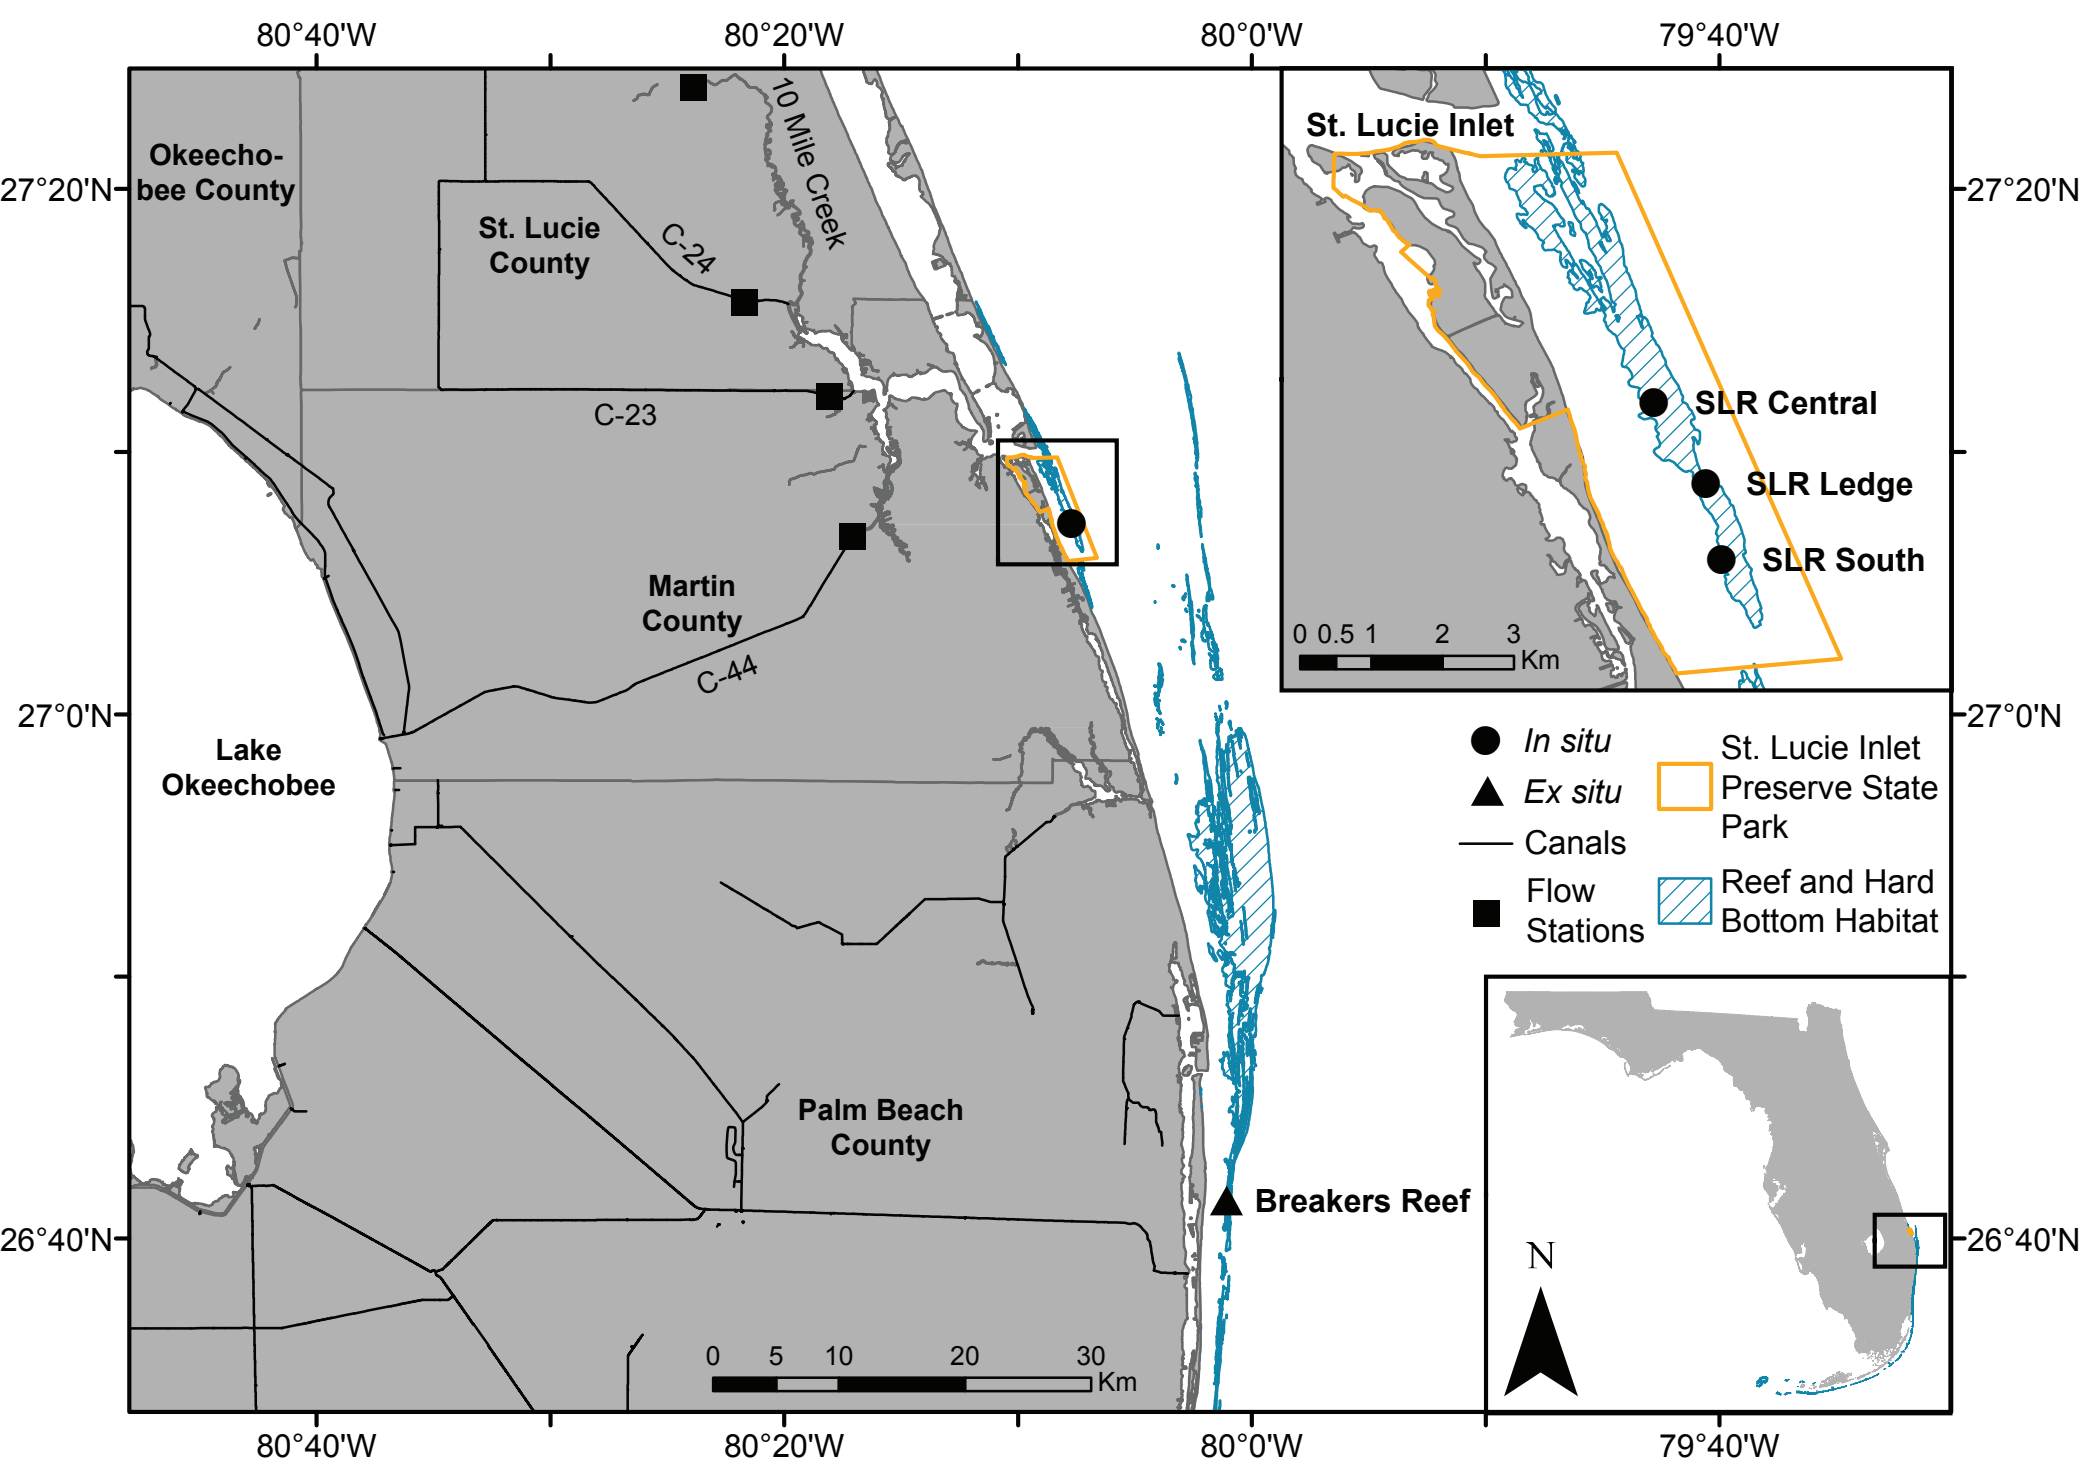 80°40'W
80°20'W
80°0'W
79°40'W
27°20'N
27°0'N
26°40'N
Okeecho-
bee County
St. Lucie
County
C-24
10 Mile Creek
C-23
Martin
County
C-44
Lake
Okeechobee
Palm Beach
County
Breakers Reef
0 5 10 20 30
Km
St. Lucie Inlet
SLR Central
SLR Ledge
SLR South
0 0.5 1 2 3
Km
27°20'N
27°0'N
26°40'N
In situ
Ex situ
Canals
Flow
Stations
St. Lucie Inlet
Preserve State
Park
Reef and Hard
Bottom Habitat
N
80°40'W
80°20'W
80°0'W
79°40'W